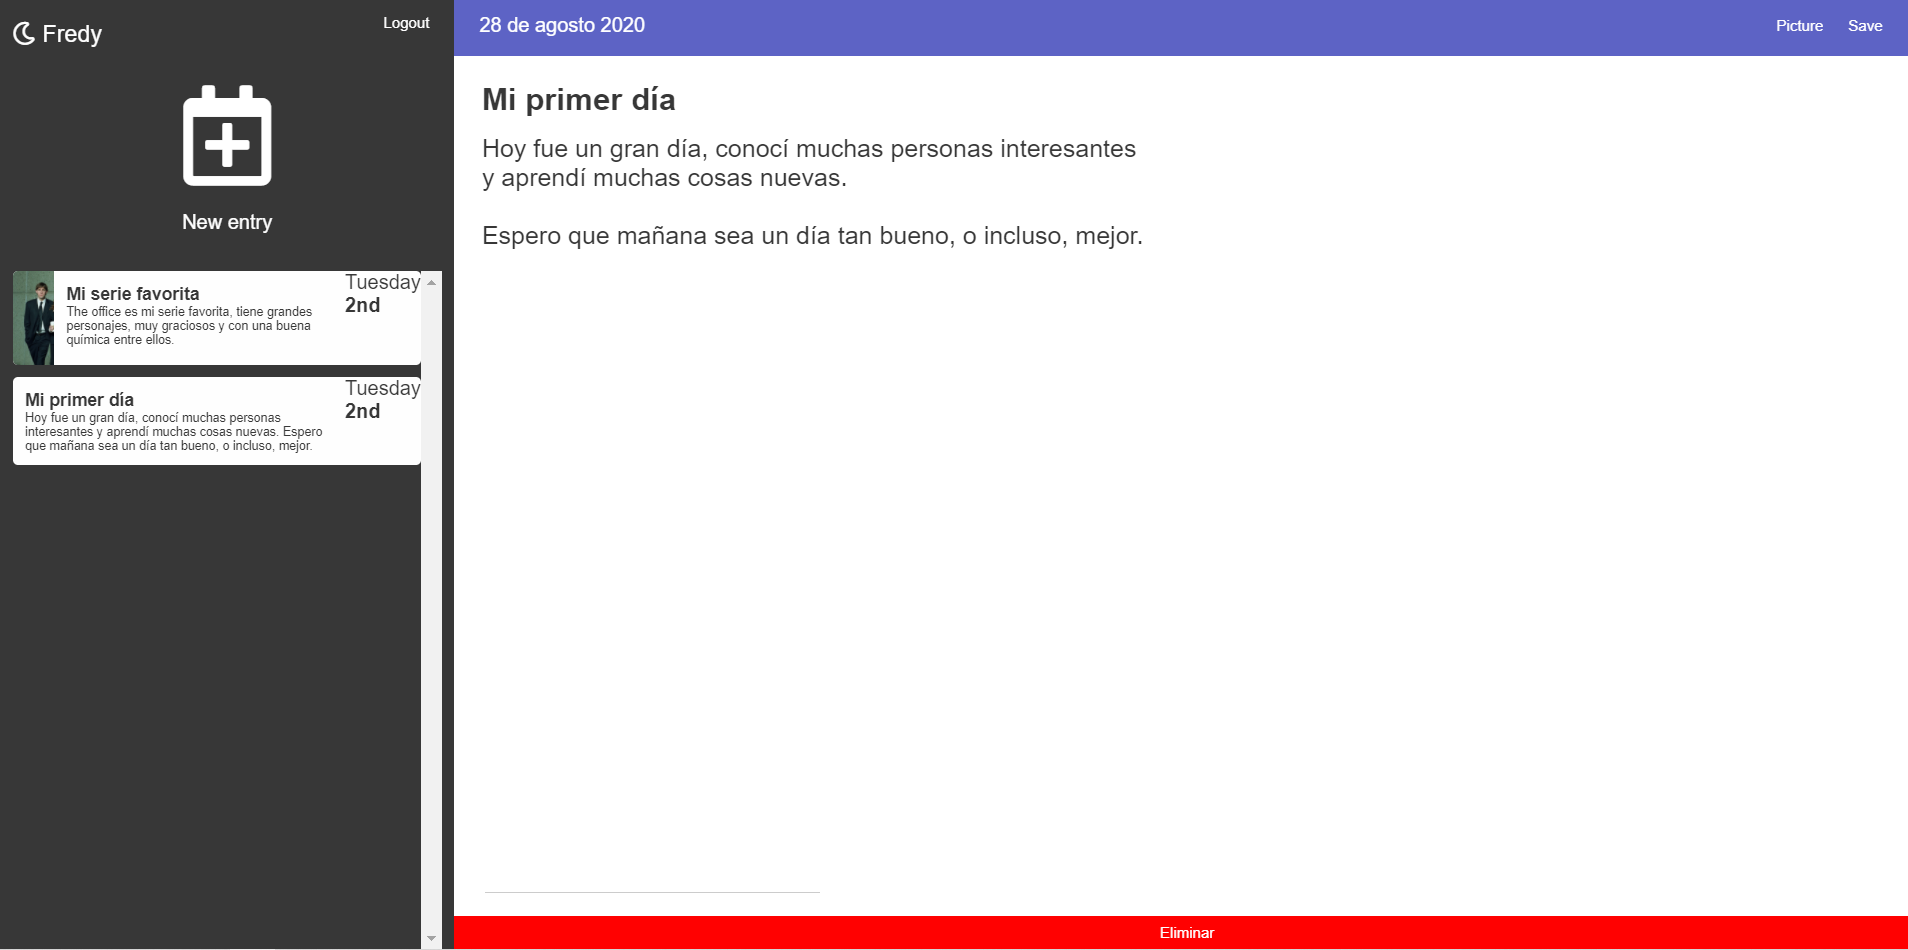 Fredy
Logout
New entry
Mi serie favorita
The office es mi serie favorita, tiene grandes
personajes, muy graciosos y con una buena
química entre ellos.
Tuesday
2nd
Mi primer día
Hoy fue un gran día, conocí muchas personas
interesantes y aprendí muchas cosas nuevas. Espero
que mañana sea un día tan bueno, o incluso, mejor.
Tuesday
2nd
28 de agosto 2020
Picture
Save
Mi primer día
Hoy fue un gran día, conocí muchas personas interesantes
y aprendí muchas cosas nuevas.
Espero que mañana sea un día tan bueno, o incluso, mejor.
Eliminar